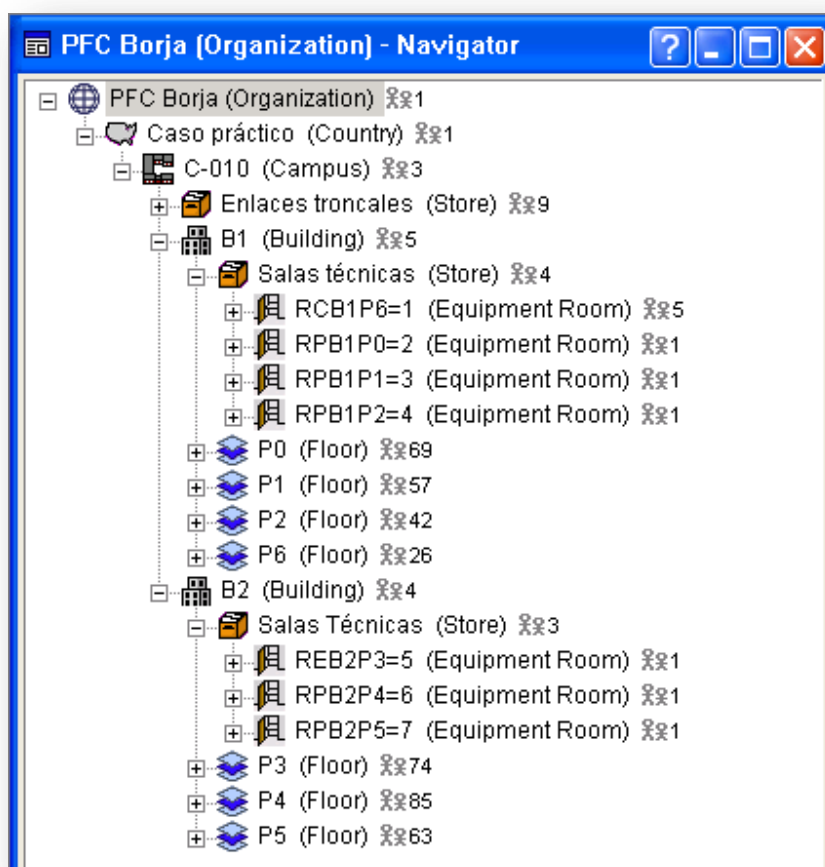 PFC Borja (Organization) - Navigator
PFC Borja (Organization) 1
Caso práctico (Country) 1
C-010 (Campus) 3
Enlaces troncales (Store) 9
B1 (Building) 5
Salas técnicas (Store) 4
RCB1P6=1 (Equipment Room) 5
RPB1P0=2 (Equipment Room) 1
RPB1P1=3 (Equipment Room) 1
RPB1P2=4 (Equipment Room) 1
P0 (Floor) 69
P1 (Floor) 57
P2 (Floor) 42
P6 (Floor) 26
B2 (Building) 4
Salas Técnicas (Store) 3
REB2P3=5 (Equipment Room) 1
RPB2P4=6 (Equipment Room) 1
RPB2P5=7 (Equipment Room) 1
P3 (Floor) 74
P4 (Floor) 85
P5 (Floor) 63